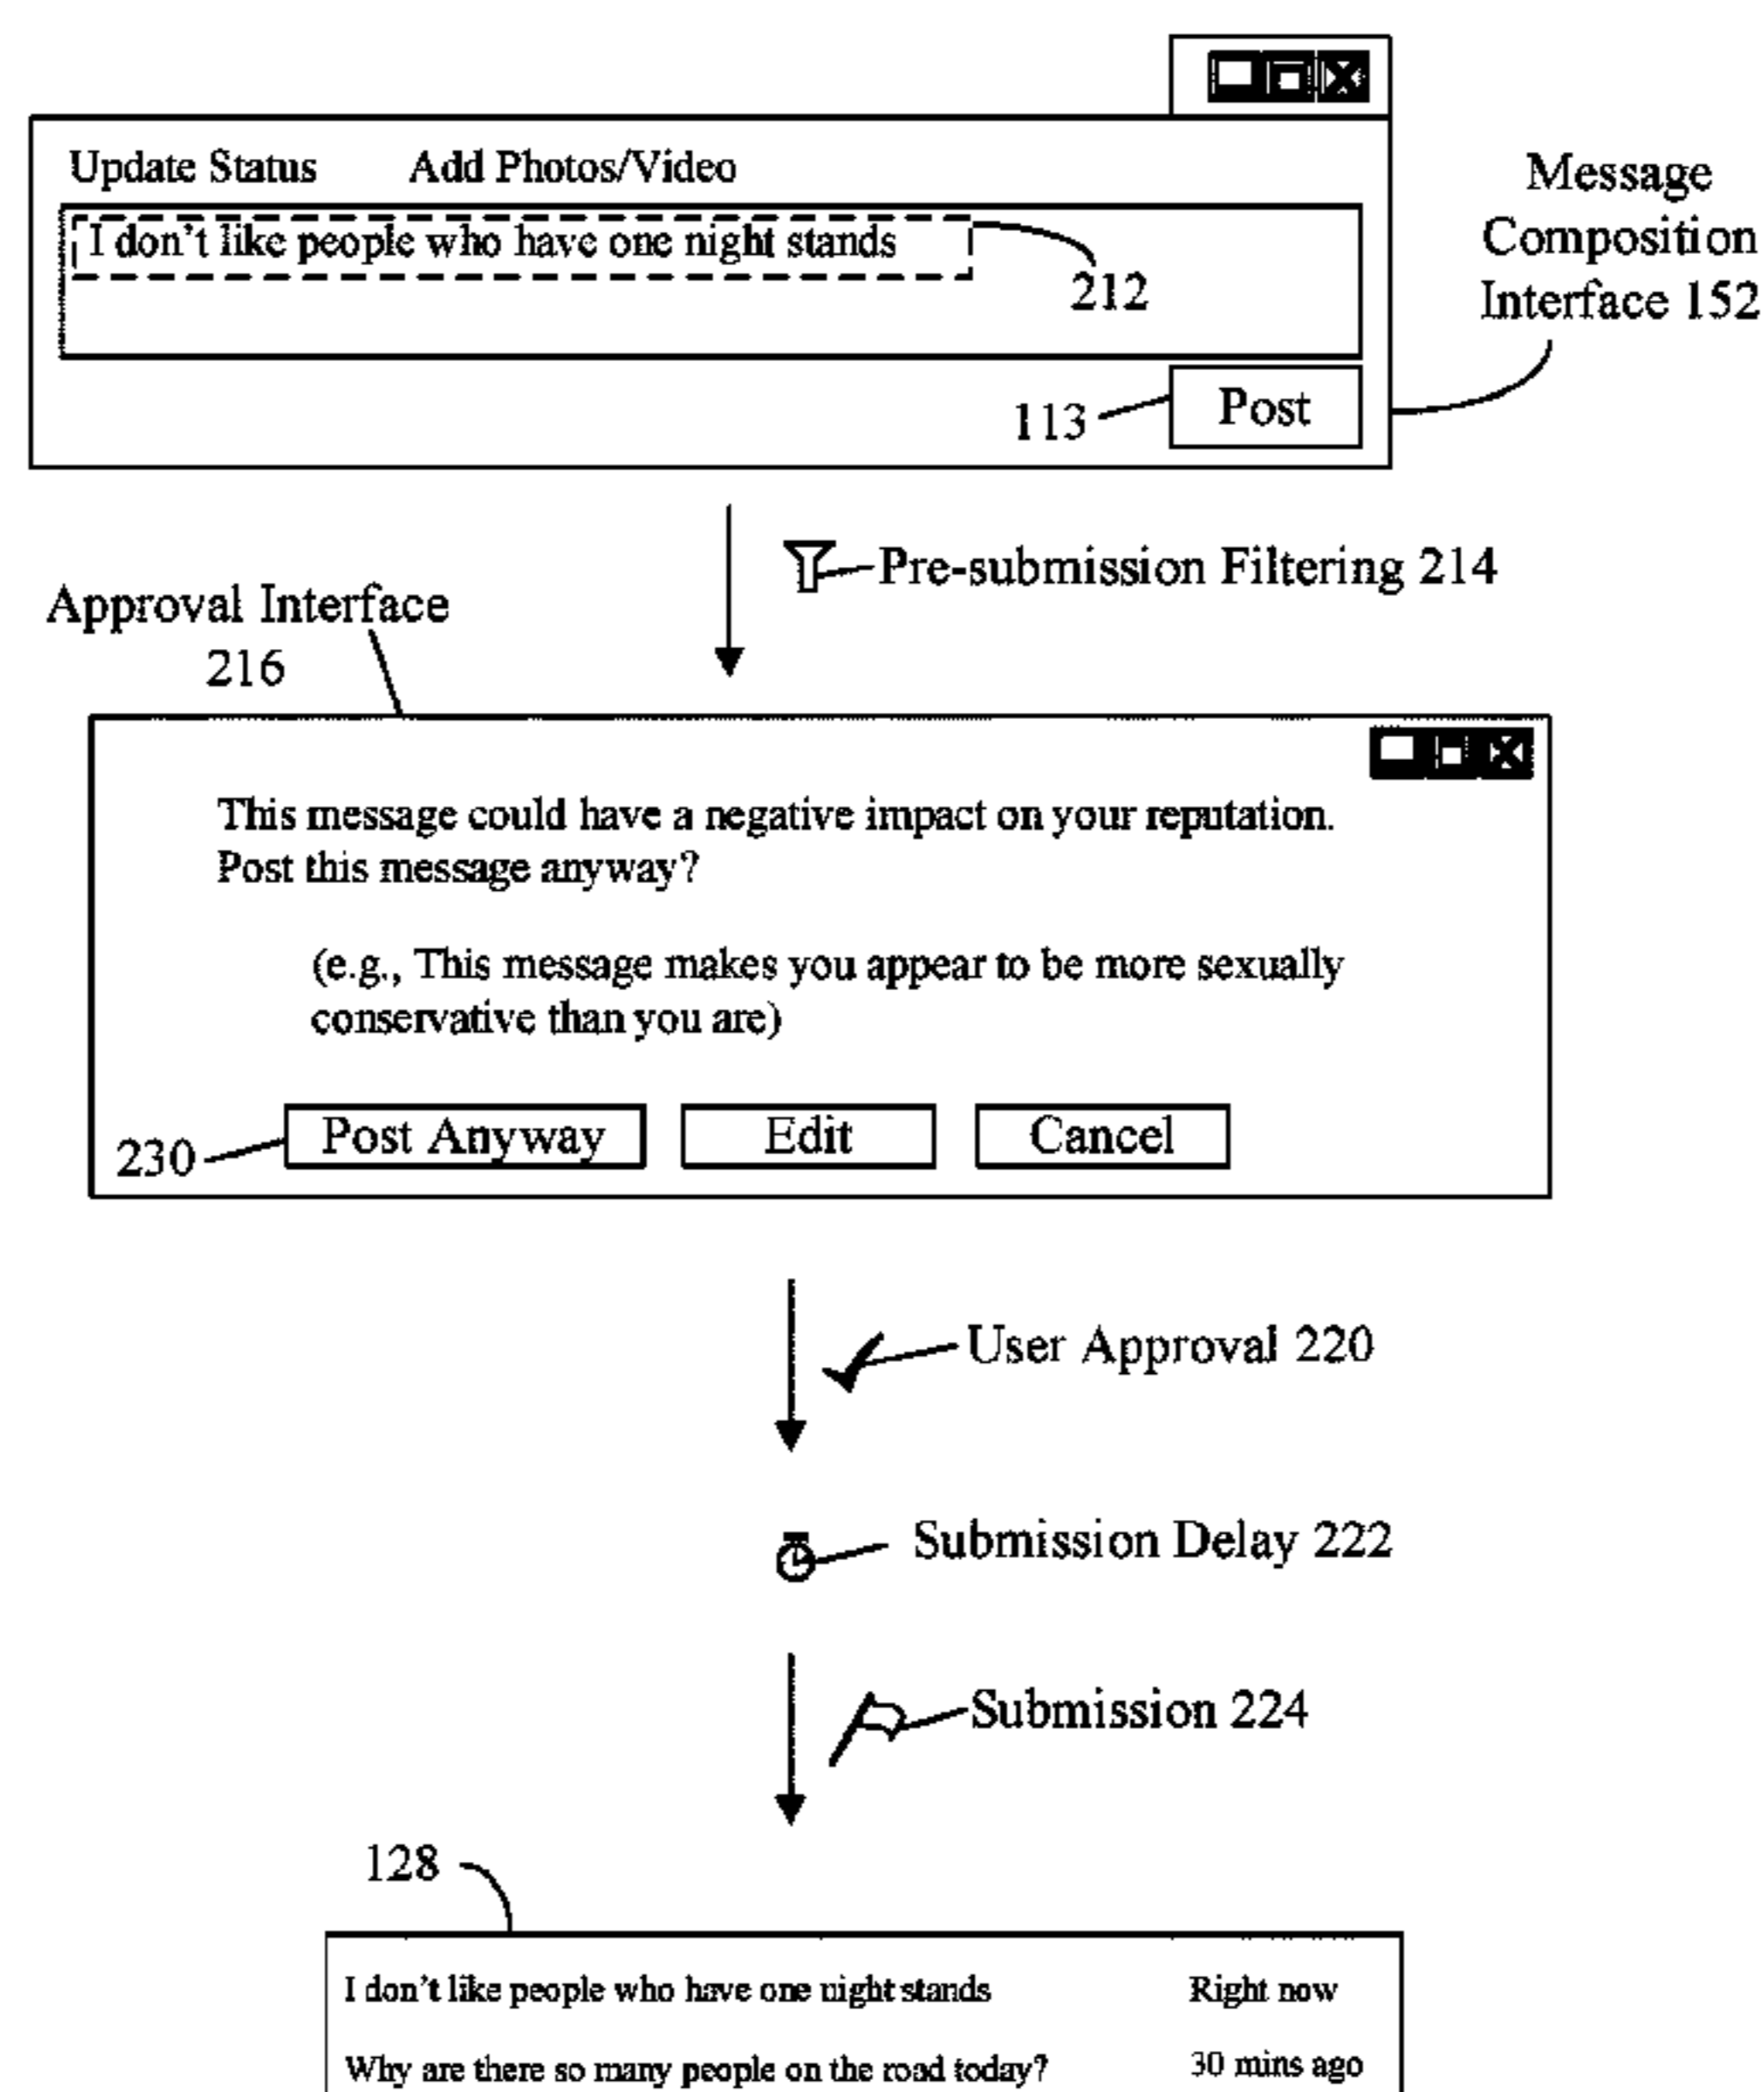 Update Status Add Photos/Video
I don't like people who have one night stands
212
Message
Composition
Interface 152
113
Post
Pre-submission Filtering 214
Approval Interface
216
This message could have a negative impact on your reputation.
Post this message anyway?
(e.g., This message makes you appear to be more sexually
conservative than you are)
230
Post Anyway Edit Cancel
User Approval 220
Submission Delay 222
Submission 224
128
I don't like people who have one night stands Right now
Why are there so many people on the road today? 30 mins ago